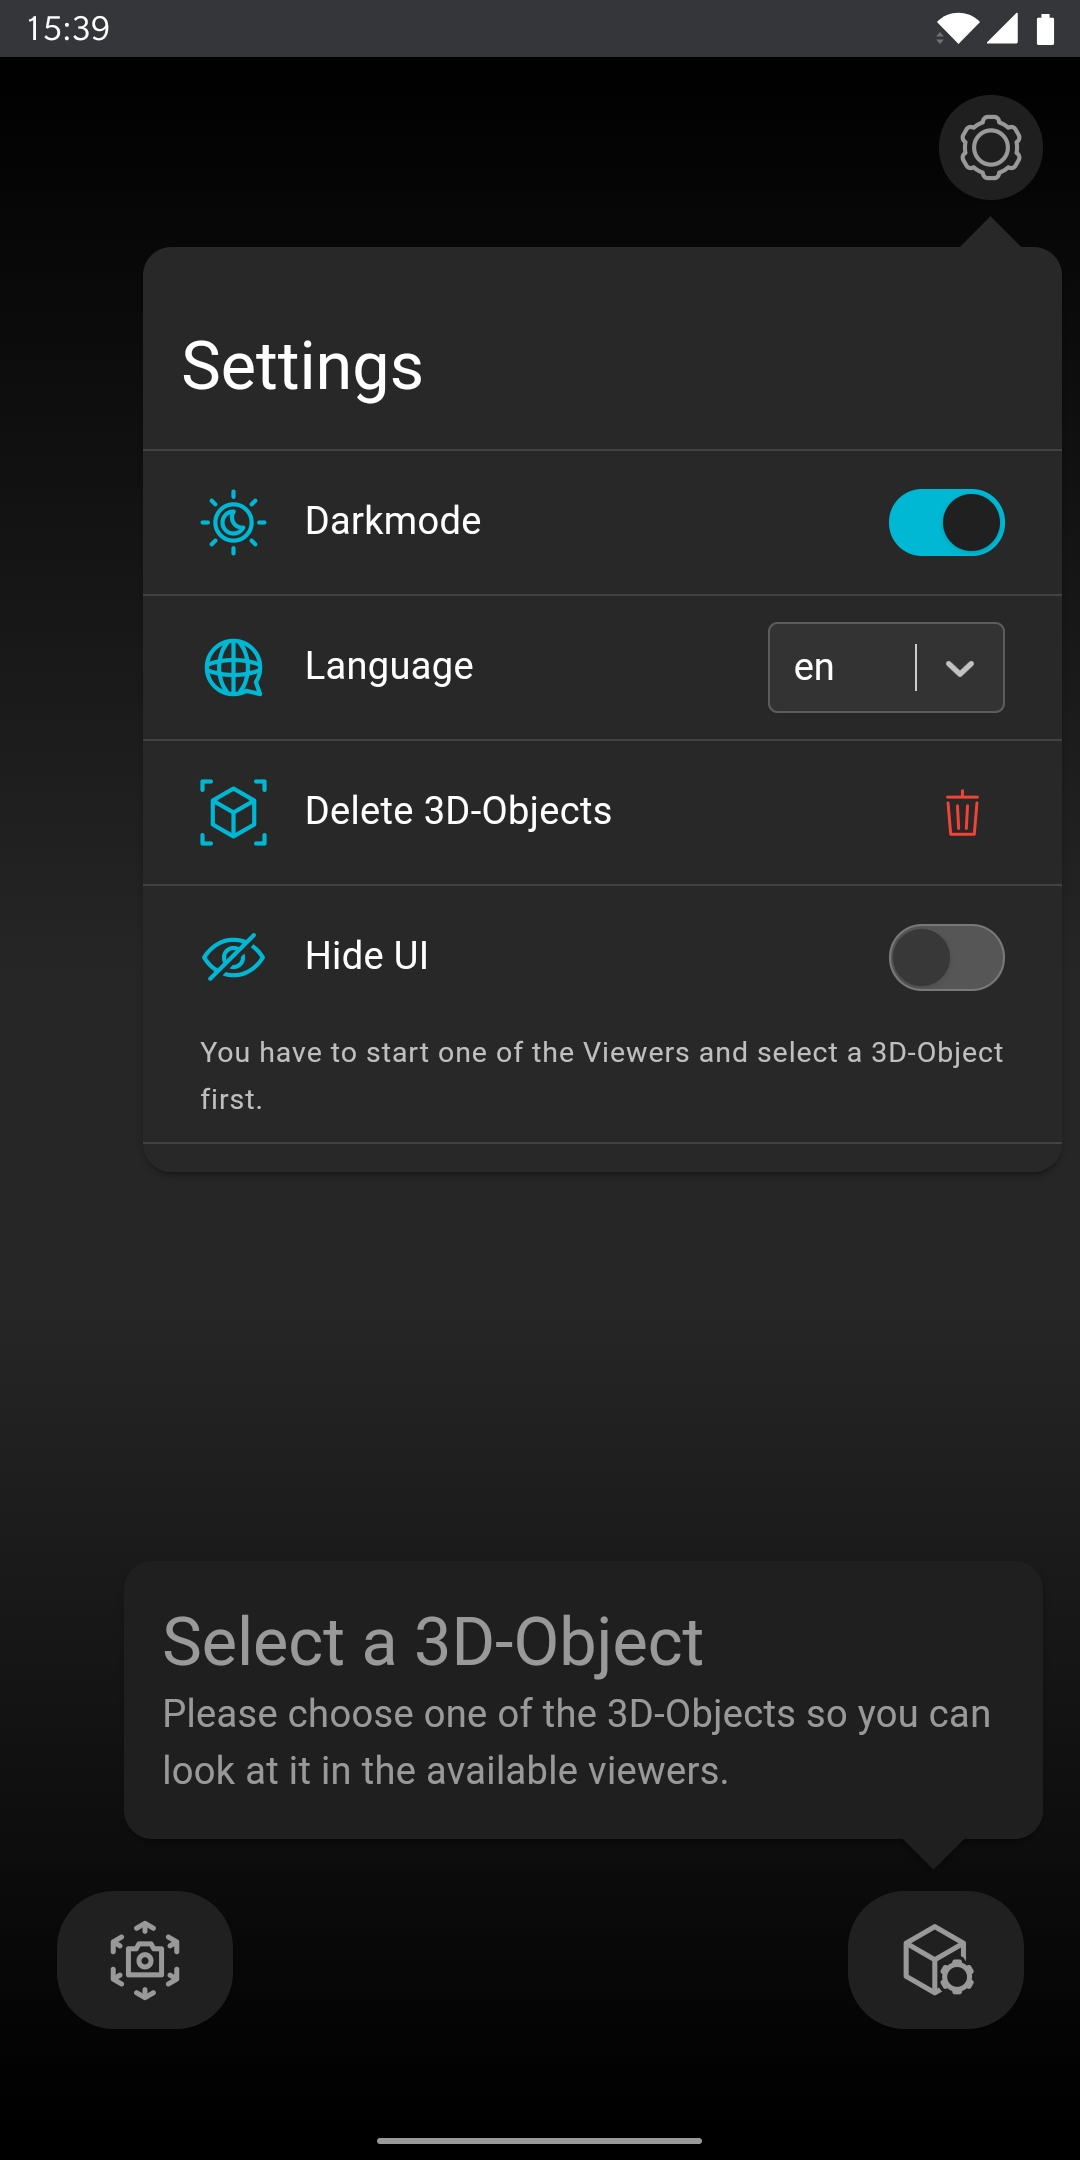 15:39
Settings
Darkmode
Language
en
Delete 3D-Objects
Hide UI
You have to start one of the Viewers and select a 3D-Object
first.
Select a 3D-Object
Please choose one of the 3D-Objects so you can
look at it in the available viewers.